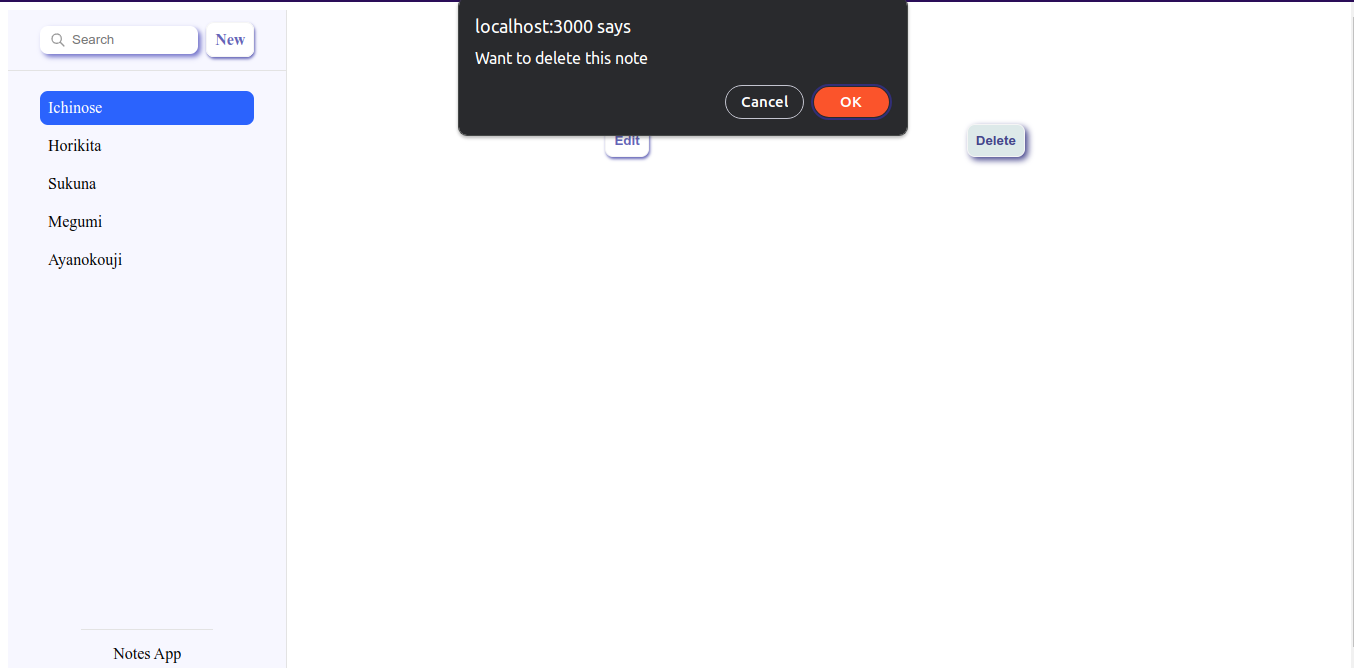 localhost:3000 says
Want to delete this note
Cancel
OK
Search
New
Ichinose
Horikita
Sukuna
Megumi
Ayanokouji
Edit
Delete
Notes App